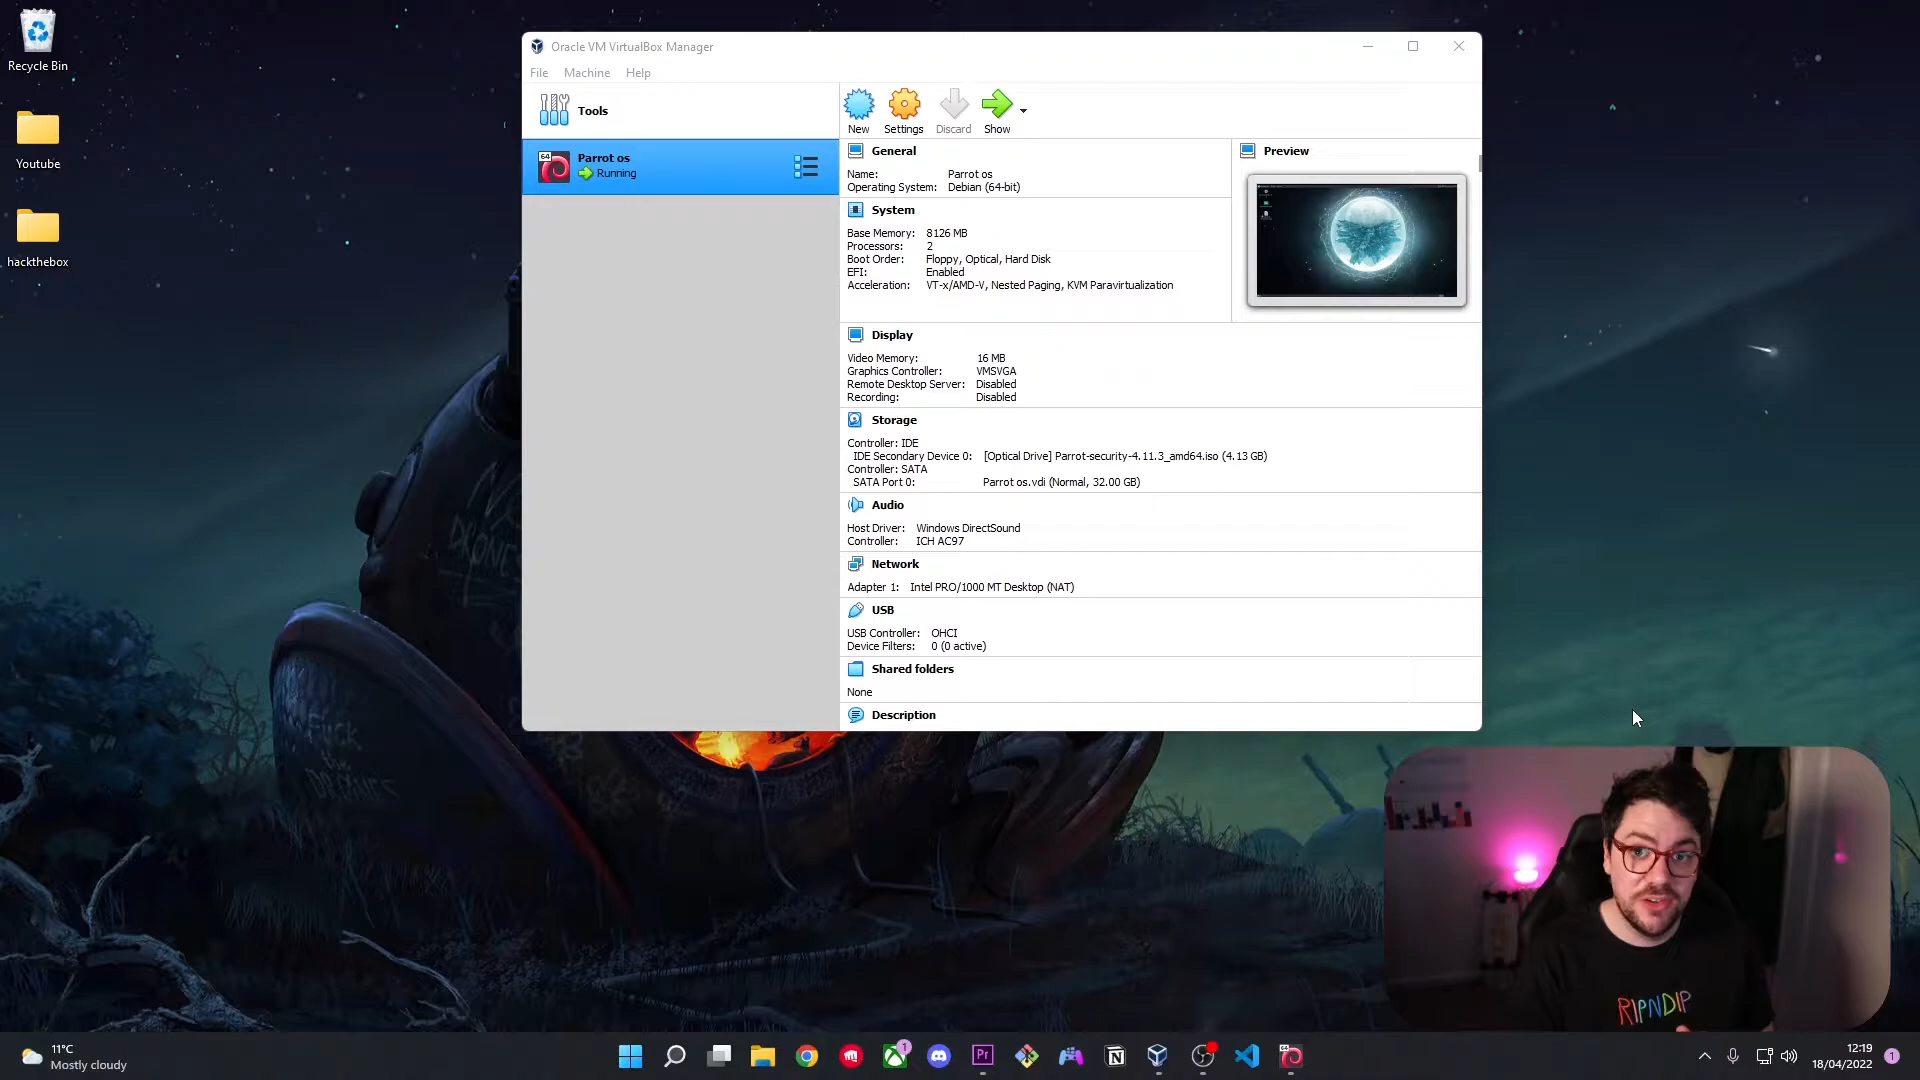 Recycle Bin
Youtube
hackthebox
Oracle VM VirtualBox Manager
File Machine Help
Tools
64
Parrot os
Running
New Settings Discard Show
General
Name: Parrot os
Operating System: Debian (64-bit)
System
Base Memory: 8126 MB
Processors: 2
Boot Order: Floppy, Optical, Hard Disk
EFI: Enabled
Acceleration: VT-x/AMD-V, Nested Paging, KVM Paravirtualization
Preview
Display
Video Memory: 16 MB
Graphics Controller: VMSVGA
Remote Desktop Server: Disabled
Recording: Disabled
Storage
Controller: IDE
IDE Secondary Device 0: [Optical Drive] Parrot-security-4.11.3_amd64.iso (4.13 GB)
Controller: SATA
SATA Port 0: Parrot os.vdi (Normal, 32.00 GB)
Audio
Host Driver: Windows DirectSound
Controller: ICH AC97
Network
Adapter 1: Intel PRO/1000 MT Desktop (NAT)
USB
USB Controller: OHCI
Device Filters: 0 (0 active)
Shared folders
None
Description
RIPNDIP
11°C
Mostly cloudy
1
Pr
64
12:19
18/04/2022
1